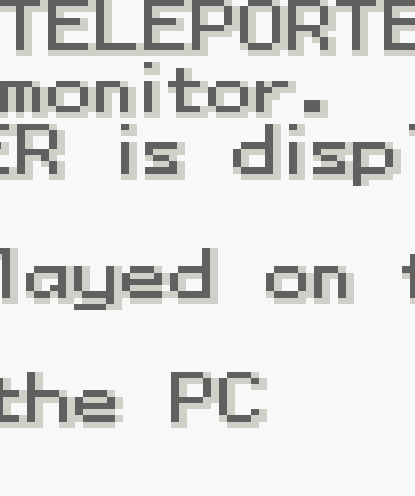 TELEPORTE
monitor.
ER is disp
layed on t
the PC